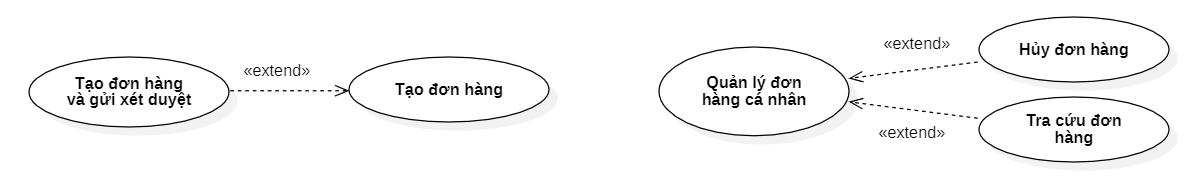 Tạo đơn hàng
và gửi xét duyệt
«extend»
Tạo đơn hàng
Quản lý đơn
hàng cá nhân
«extend»
Hủy đơn hàng
«extend»
Tra cứu đơn
hàng